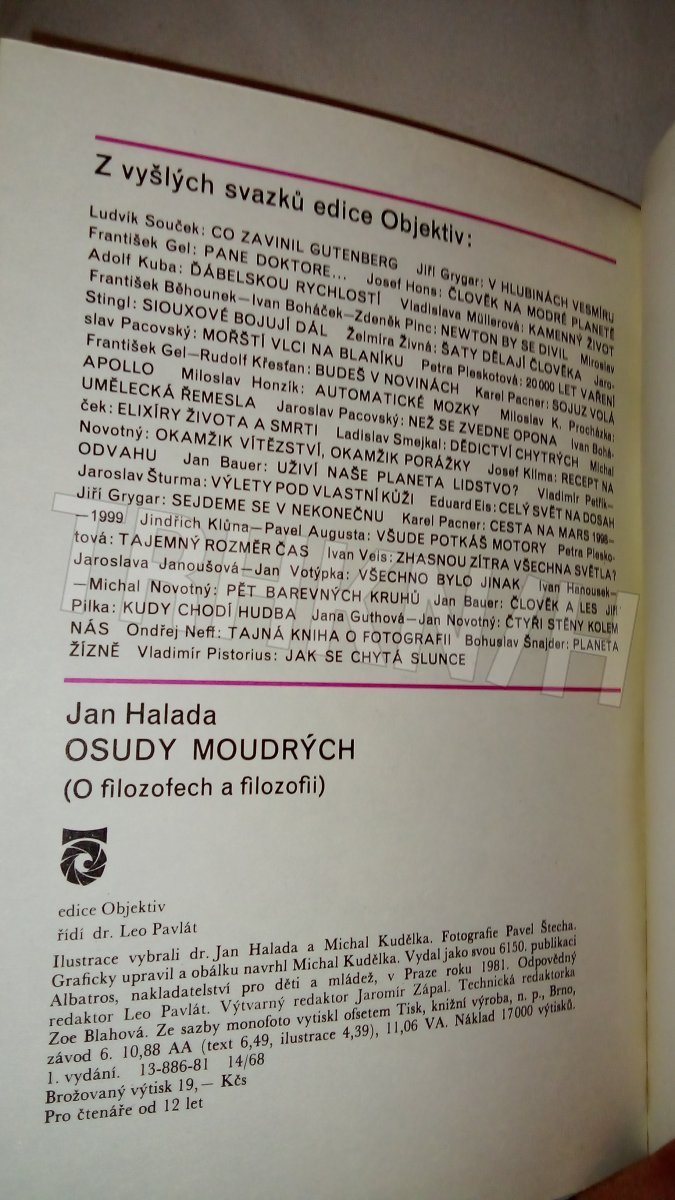 Z vyšlých svazků edice Objektiv:
Ludvík Souček: CO ZAVINIL GUTENBERG Jiří Grygar: V HLUBINÁCH VESMÍRU
František Gel: PANE DOKTORE... Josef Hons: ČLOVĚK NA MODRÉ PLANETĚ
Adolf Kuba: ĎÁBELSKOU RYCHLOSTÍ Vladislava Müllerová: KAMENNÝ ŽIVOT
František Běhounek–Ivan Boháček–Zdeněk Pinc: NEWTON BY SE DIVIL Miroslav
Stingl: SIOUXOVÉ BOJUJÍ DÁL Želmíra Živná: ŠATY DĚLAJÍ ČLOVĚKA Jaro-
slav Pacovský: MOŘŠTÍ VLCI NA BLANÍKU Petra Pleskotová: 20 000 LET VAŘENÍ
František Gel–Rudolf Křesťan: BUDEŠ V NOVINÁCH Karel Pacner: SOJUZ VOLÁ
APOLLO Miloslav Honzík: AUTOMATICKÉ MOZKY Miloslav K. Procházka:
UMĚLECKÁ ŘEMESLA Jaroslav Pacovský: NEŽ SE ZVEDNE OPONA Ivan Bohá-
ček: ELIXÍRY ŽIVOTA A SMRTI Ladislav Smejkal: DĚDICTVÍ CHYTRÝCH Michal
Novotný: OKAMŽIK VÍTĚZSTVÍ, OKAMŽIK PORÁŽKY Josef Klíma: RECEPT NA
ODVAHU Jan Bauer: UŽIVÍ NAŠE PLANETA LIDSTVO? Vladimír Petřík–
Jaroslav Šturma: VÝLETY POD VLASTNÍ KŮŽI Eduard Eis: CELÝ SVĚT NA DOSAH
Jiří Grygar: SEJDEME SE V NEKONEČNU Karel Pacner: CESTA NA MARS 1998–
–1999 Jindřich Klůna–Pavel Augusta: VŠUDE POTKÁŠ MOTORY Petra Plesko-
tová: TAJEMNÝ ROZMĚR ČAS Ivan Veis: ZHASNOU ZÍTRA VŠECHNA SVĚTLA?
Jaroslava Janoušová–Jan Votýpka: VŠECHNO BYLO JINAK Ivan Hanousek–
–Michal Novotný: PĚT BAREVNÝCH KRUHŮ Jan Bauer: ČLOVĚK A LES Jiří
Pilka: KUDY CHODÍ HUDBA Jana Guthová–Jan Novotný: ČTYŘI STĚNY KOLEM
NÁS Ondřej Neff: TAJNÁ KNIHA O FOTOGRAFII Bohuslav Šnajder: PLANETA
ŽÍZNĚ Vladimír Pistorius: JAK SE CHYTÁ SLUNCE
Jan Halada
OSUDY MOUDRÝCH
(O filozofech a filozofii)
edice Objektiv
řídí dr. Leo Pavlát
Ilustrace vybrali dr. Jan Halada a Michal Kudělka. Fotografie Pavel Štecha.
Graficky upravil a obálku navrhl Michal Kudělka. Vydal jako svou 6150. publikaci
Albatros, nakladatelství pro děti a mládež, v Praze roku 1981. Odpovědný
redaktor Leo Pavlát. Výtvarný redaktor Jaromír Zápal. Technická redaktorka
Zoe Blahová. Ze sazby monofoto vytiskl ofsetem Tisk, knižní výroba, n. p., Brno,
závod 6. 10,88 AA (text 6,49, ilustrace 4,39), 11,06 VA. Náklad 17 000 výtisků.
1. vydání. 13-886-81 14/68
Brožovaný výtisk 19,— Kčs
Pro čtenáře od 12 let